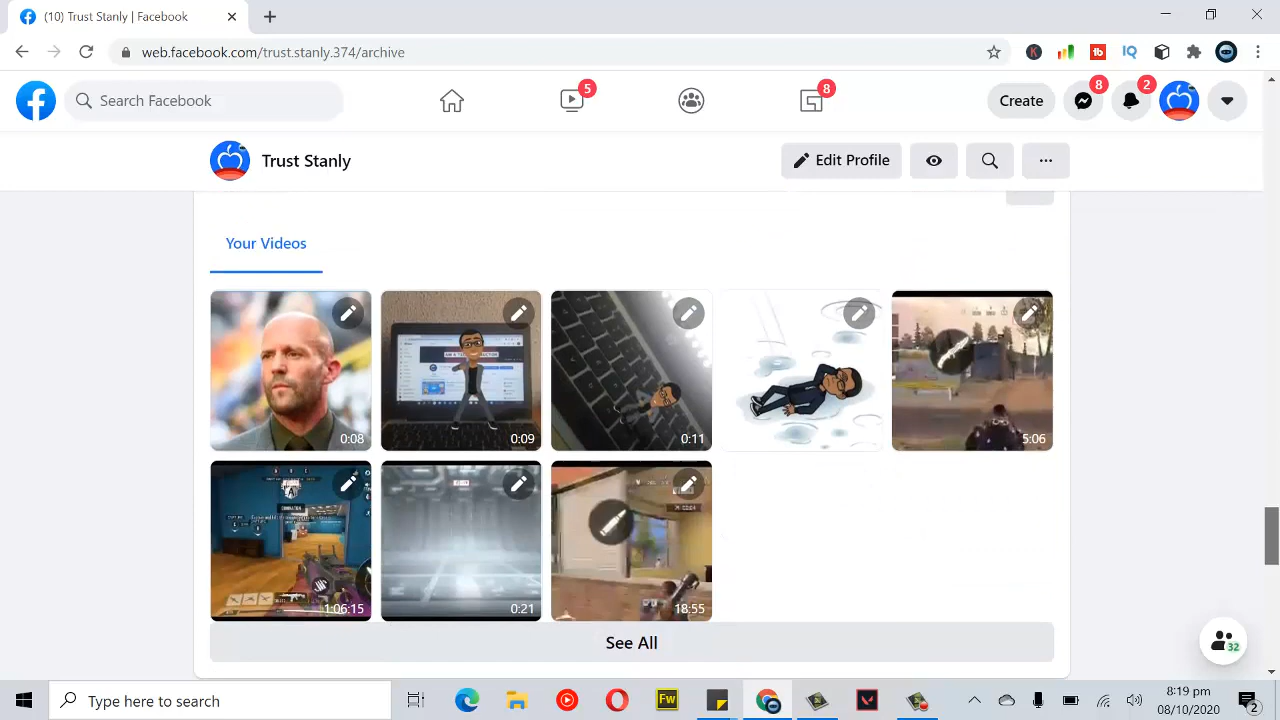 (10) Trust Stanly | Facebook
web.facebook.com/trust.stanly.374/archive
Search Facebook
5
8
Create
8
2
Trust Stanly
Edit Profile
Your Videos
0:08
0:09
0:11
5:06
1:06:15
0:21
18:55
See All
32
Type here to search
Fw
8:19 pm
08/10/2020
2